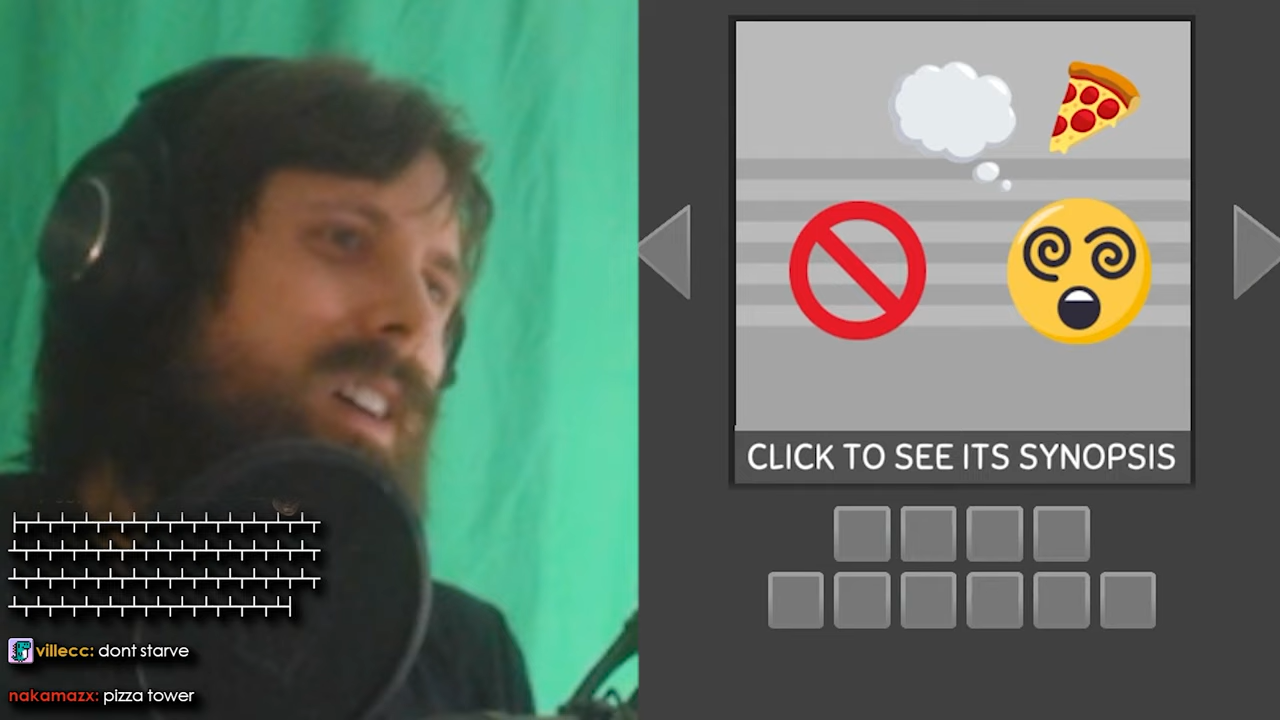 CLICK TO SEE ITS SYNOPSIS
villecc: dont starve
nakamazx: pizza tower